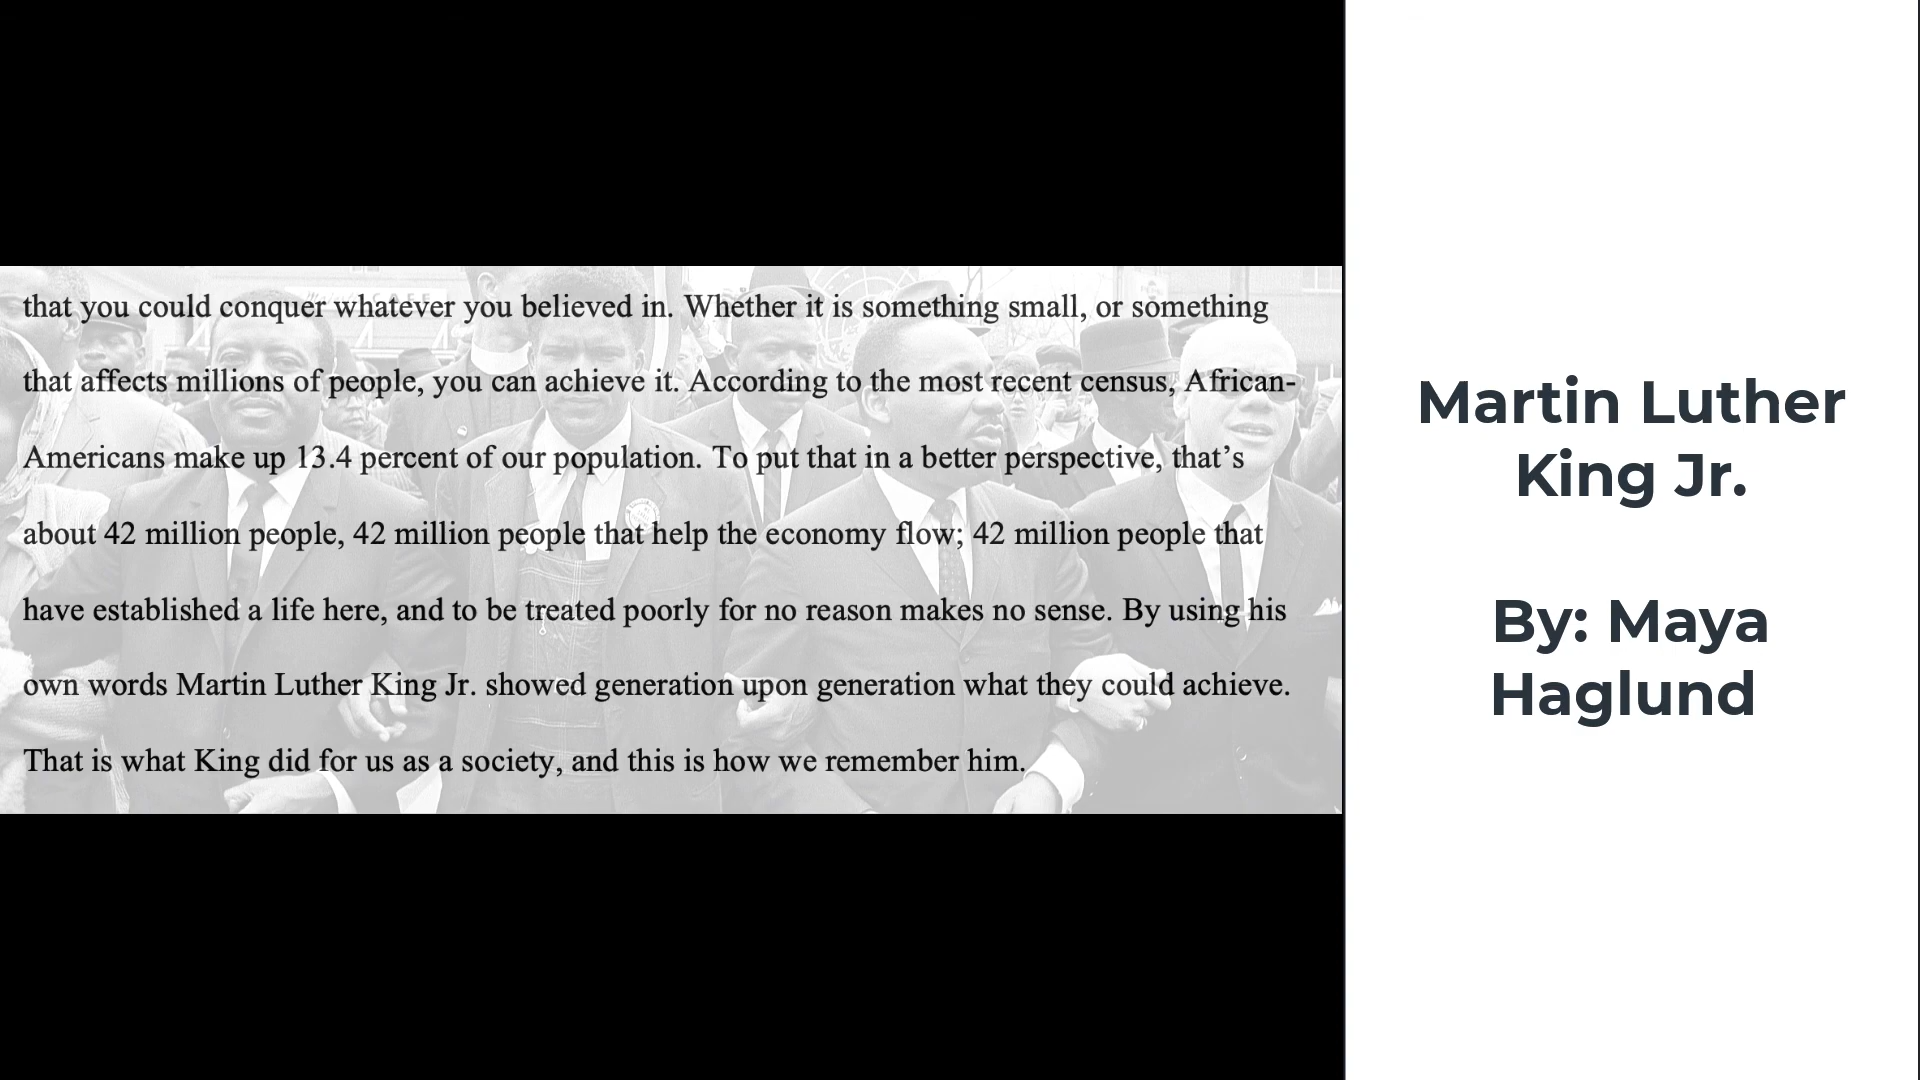 that you could conquer whatever you believed in. Whether it is something small, or something
that affects millions of people, you can achieve it. According to the most recent census, African-
Americans make up 13.4 percent of our population. To put that in a better perspective, that’s
about 42 million people, 42 million people that help the economy flow; 42 million people that
have established a life here, and to be treated poorly for no reason makes no sense. By using his
own words Martin Luther King Jr. showed generation upon generation what they could achieve.
That is what King did for us as a society, and this is how we remember him.
Martin Luther
King Jr.
By: Maya
Haglund